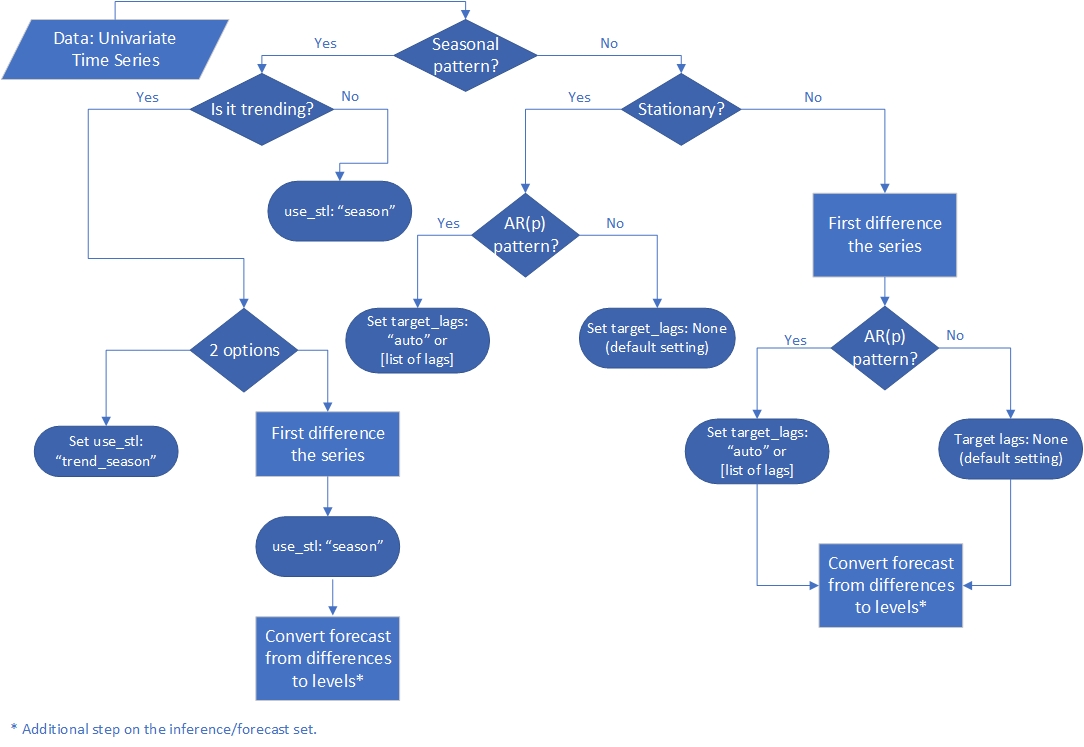 Data: Univariate
Time Series
Seasonal
pattern?
Yes
No
Is it trending?
Yes
No
Stationary?
Yes
No
use_stl: “season”
AR(p)
pattern?
Yes
No
First difference
the series
Set target_lags:
“auto” or
[list of lags]
Set target_lags: None
(default setting)
2 options
AR(p)
pattern?
Yes
No
Set use_stl:
“trend_season”
First difference
the series
Set target_lags:
“auto” or
[list of lags]
Target lags: None
(default setting)
use_stl: “season”
Convert forecast
from differences
to levels*
Convert forecast
from differences
to levels*
* Additional step on the inference/forecast set.